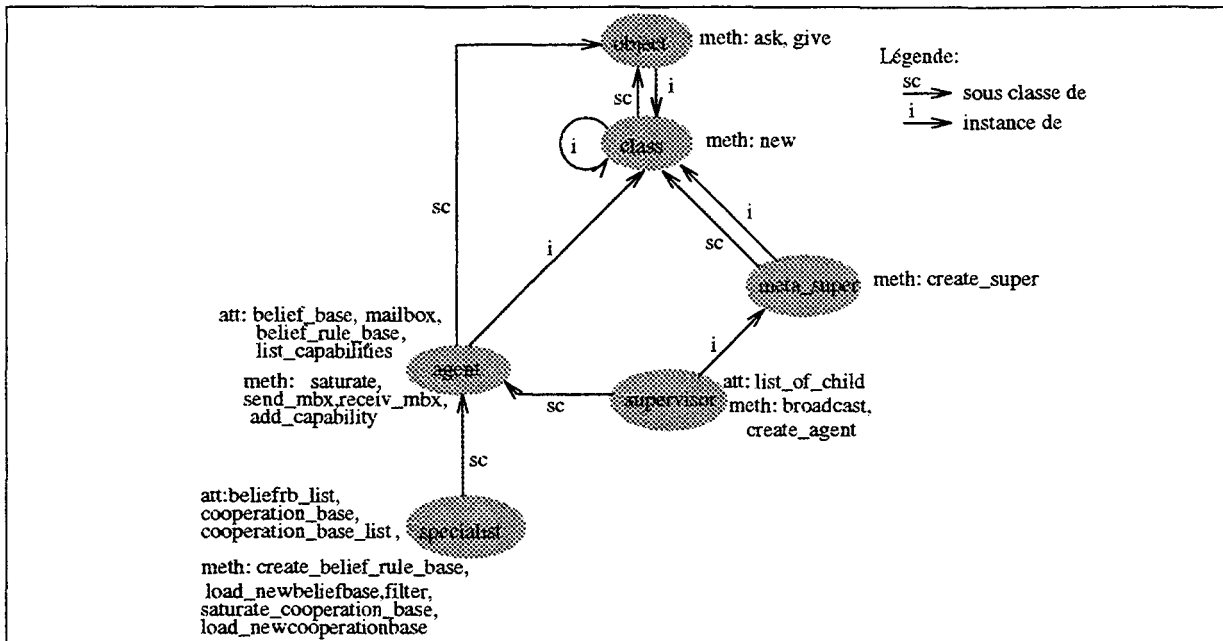 object
meth: ask, give
Légende:
sc
sous classe de
i
instance de
sc
i
i
class
meth: new
sc
i
i
sc
meta_super
meth: create_super
att: belief_base, mailbox,
belief_rule_base,
list_capabilities
agent
meth: saturate,
send_mbx,receiv_mbx,
add_capability
i
sc
supervisor
att: list_of_child
meth: broadcast,
create_agent
sc
att:beliefrb_list,
cooperation_base,
cooperation_base_list,
specialist
meth: create_belief_rule_base,
load_newbeliefbase,filter,
saturate_cooperation_base,
load_newcooperationbase